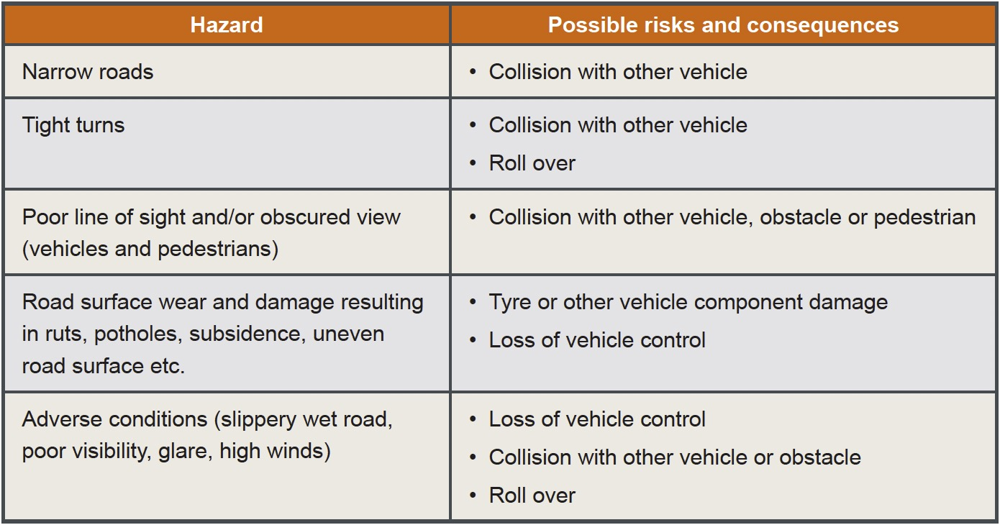 Hazard
Possible risks and consequences
Narrow roads
• Collision with other vehicle
Tight turns
• Collision with other vehicle
• Roll over
Poor line of sight and/or obscured view
(vehicles and pedestrians)
• Collision with other vehicle, obstacle or pedestrian
Road surface wear and damage resulting
in ruts, potholes, subsidence, uneven
road surface etc.
• Tyre or other vehicle component damage
• Loss of vehicle control
Adverse conditions (slippery wet road,
poor visibility, glare, high winds)
• Loss of vehicle control
• Collision with other vehicle or obstacle
• Roll over